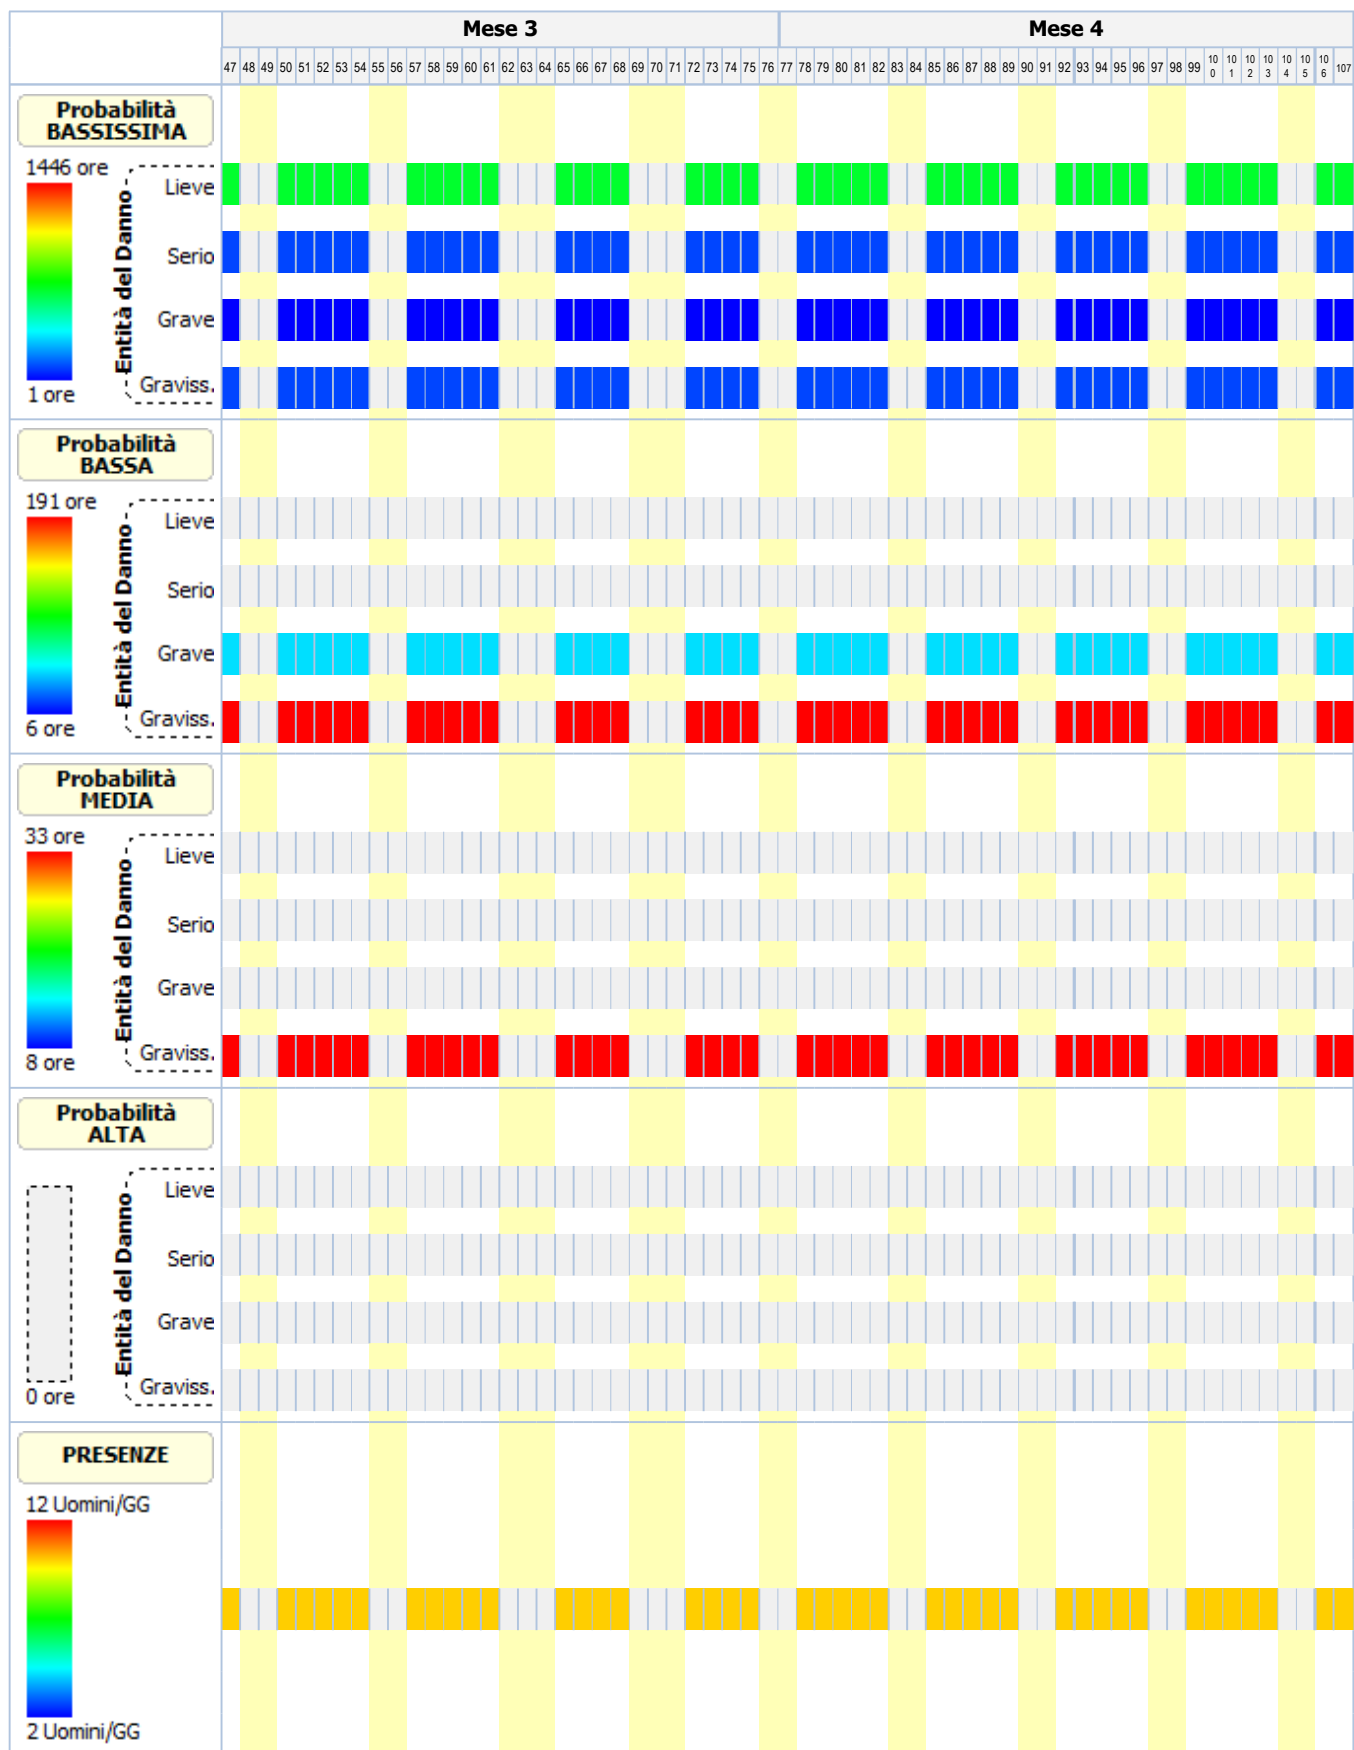 Mese 3 Mese 4
47 48 49 50 51 52 53 54 55 56 57 58 59 60 61 62 63 64 65 66 67 68 69 70 71 72 73 74 75 76 77 78 79 80 81 82 83 84 85 86 87 88 89 90 91 92 93 94 95 96 97 98 99 100 101 102 103 104 105 106 107
Probabilità
BASSISSIMA
1446 ore
Entità del Danno
Lieve
Serio
Grave
Graviss.
1 ore
Probabilità
BASSA
191 ore
Entità del Danno
Lieve
Serio
Grave
Graviss.
6 ore
Probabilità
MEDIA
33 ore
Entità del Danno
Lieve
Serio
Grave
Graviss.
8 ore
Probabilità
ALTA
Entità del Danno
Lieve
Serio
Grave
Graviss.
0 ore
PRESENZE
12 Uomini/GG
2 Uomini/GG